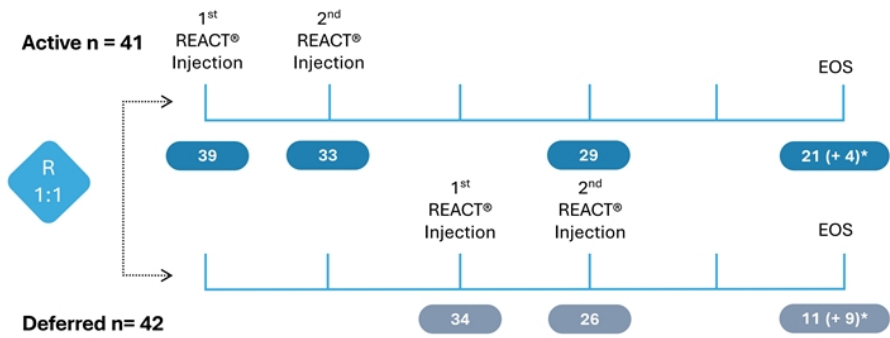 Active n = 41
1st
REACT®
Injection
2nd
REACT®
Injection
EOS
39
33
29
21 (+ 4)*
R
1:1
1st
REACT®
Injection
2nd
REACT®
Injection
EOS
Deferred n= 42
34
26
11 (+ 9)*